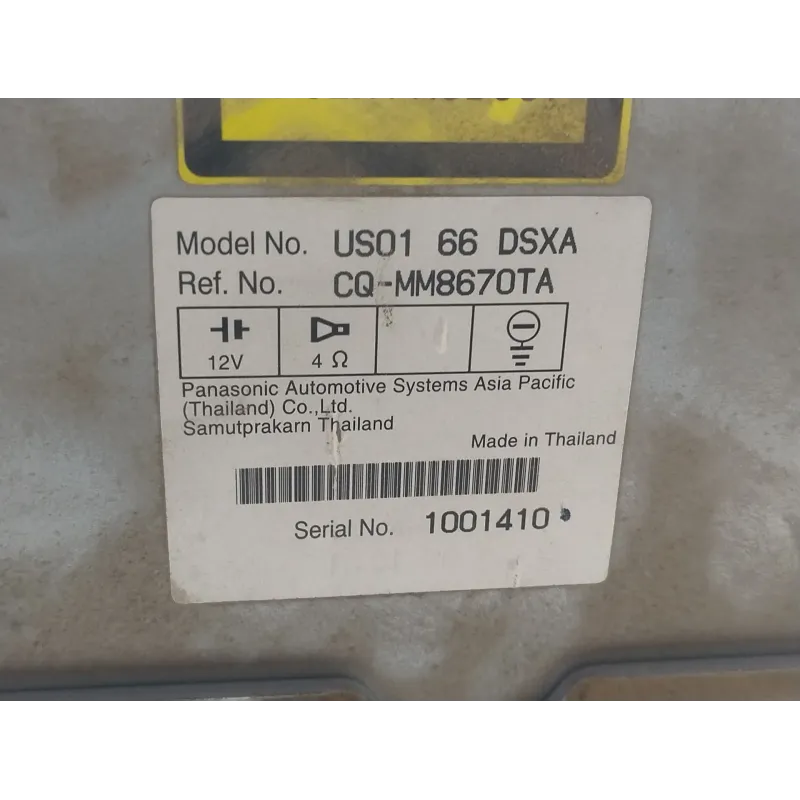 Model No. US01 66 DSXA
Ref. No. CQ-MM8670TA
12V 4 Ω
Panasonic Automotive Systems Asia Pacific
(Thailand) Co.,Ltd.
Samutprakarn Thailand
Made in Thailand
Serial No. 1001410